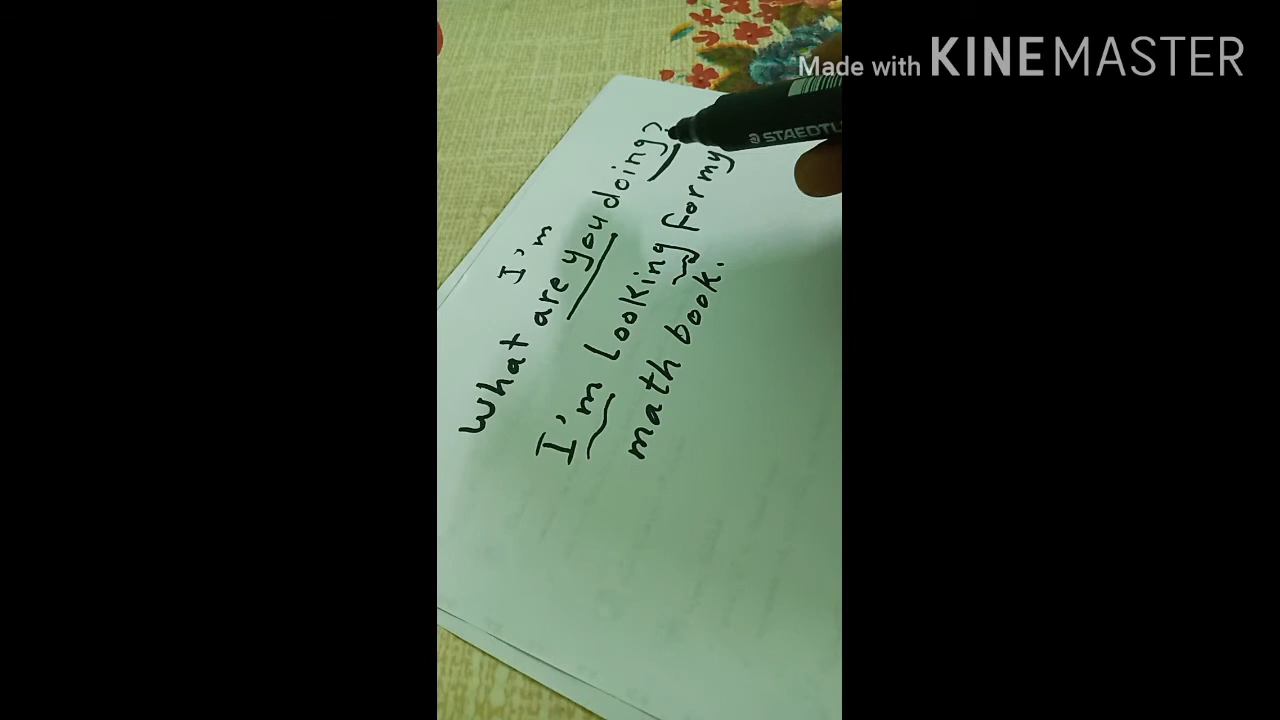 Made with KINEMASTER
STAEDTL
I'm
What are you doing?
I'm looking for my
math book.